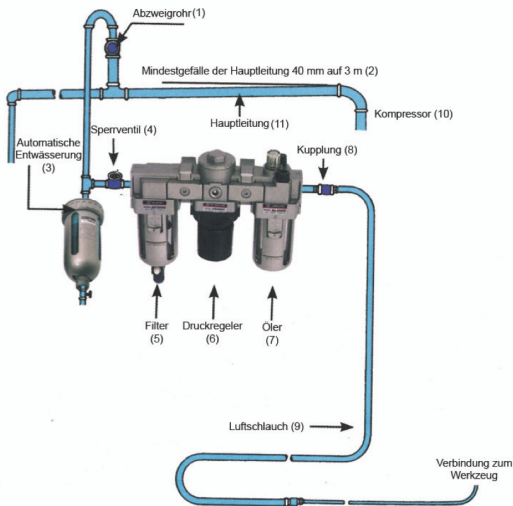 Abzweigrohr (1)
Mindestgefälle der Hauptleitung 40 mm auf 3 m (2)
Kompressor (10)
Hauptleitung (11)
Sperrventil (4)
Automatische
Entwässerung
(3)
Kupplung (8)
Filter
(5)
Druckregeler
(6)
Öler
(7)
Luftschlauch (9)
Verbindung zum
Werkzeug